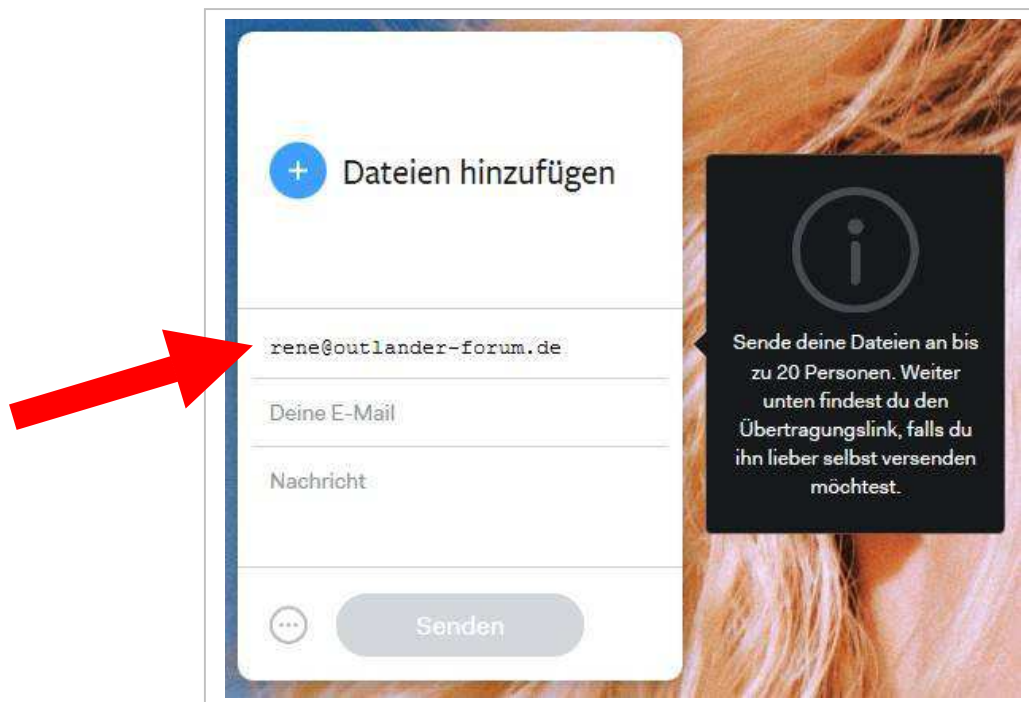 Dateien hinzufügen
rene@outlander-forum.de
Deine E-Mail
Nachricht
Senden
Sende deine Dateien an bis
zu 20 Personen. Weiter
unten findest du den
Übertragungslink, falls du
ihn lieber selbst versenden
möchtest.